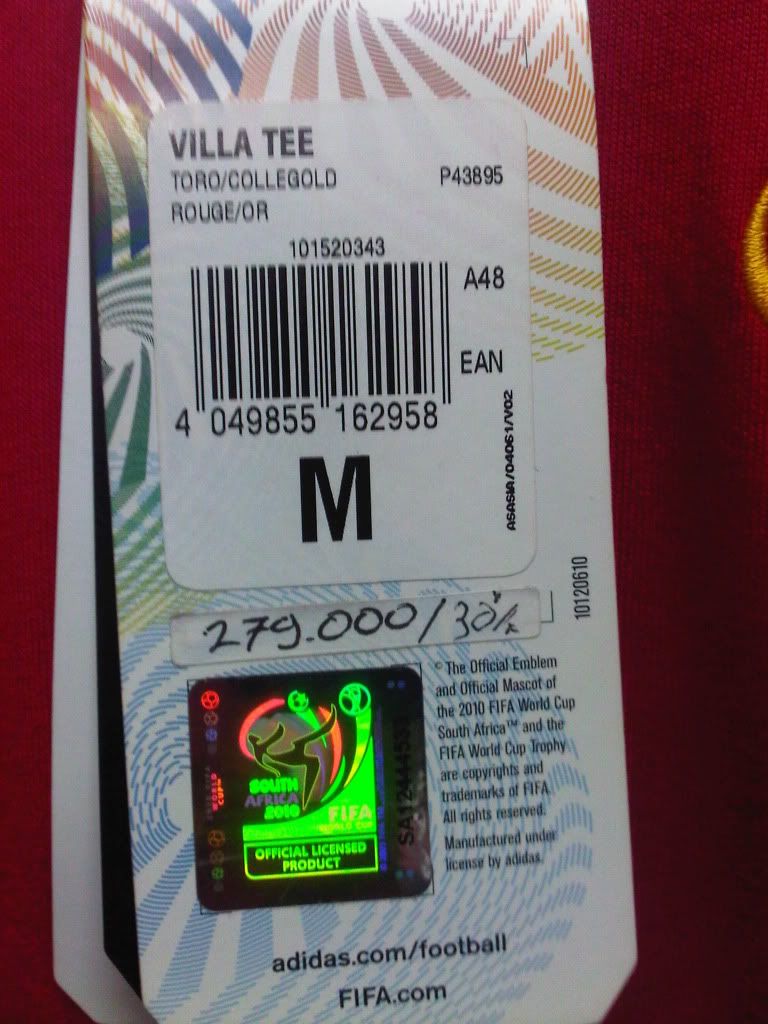 VILLA TEE
TORO/COLLEGOLD P43895
ROUGE/OR
101520343
A48
EAN
4 049855 162958
ASASIA/04061/V02
M
10120610
279.000/30%
© The Official Emblem
and Official Mascot of
the 2010 FIFA World Cup
South Africa™ and the
FIFA World Cup Trophy
are copyrights and
trademarks of FIFA.
All rights reserved.
Manufactured under
license by adidas.
SOUTH
AFRICA
2010
FIFA
WORLD CUP
OFFICIAL LICENSED
PRODUCT
adidas.com/football
FIFA.com